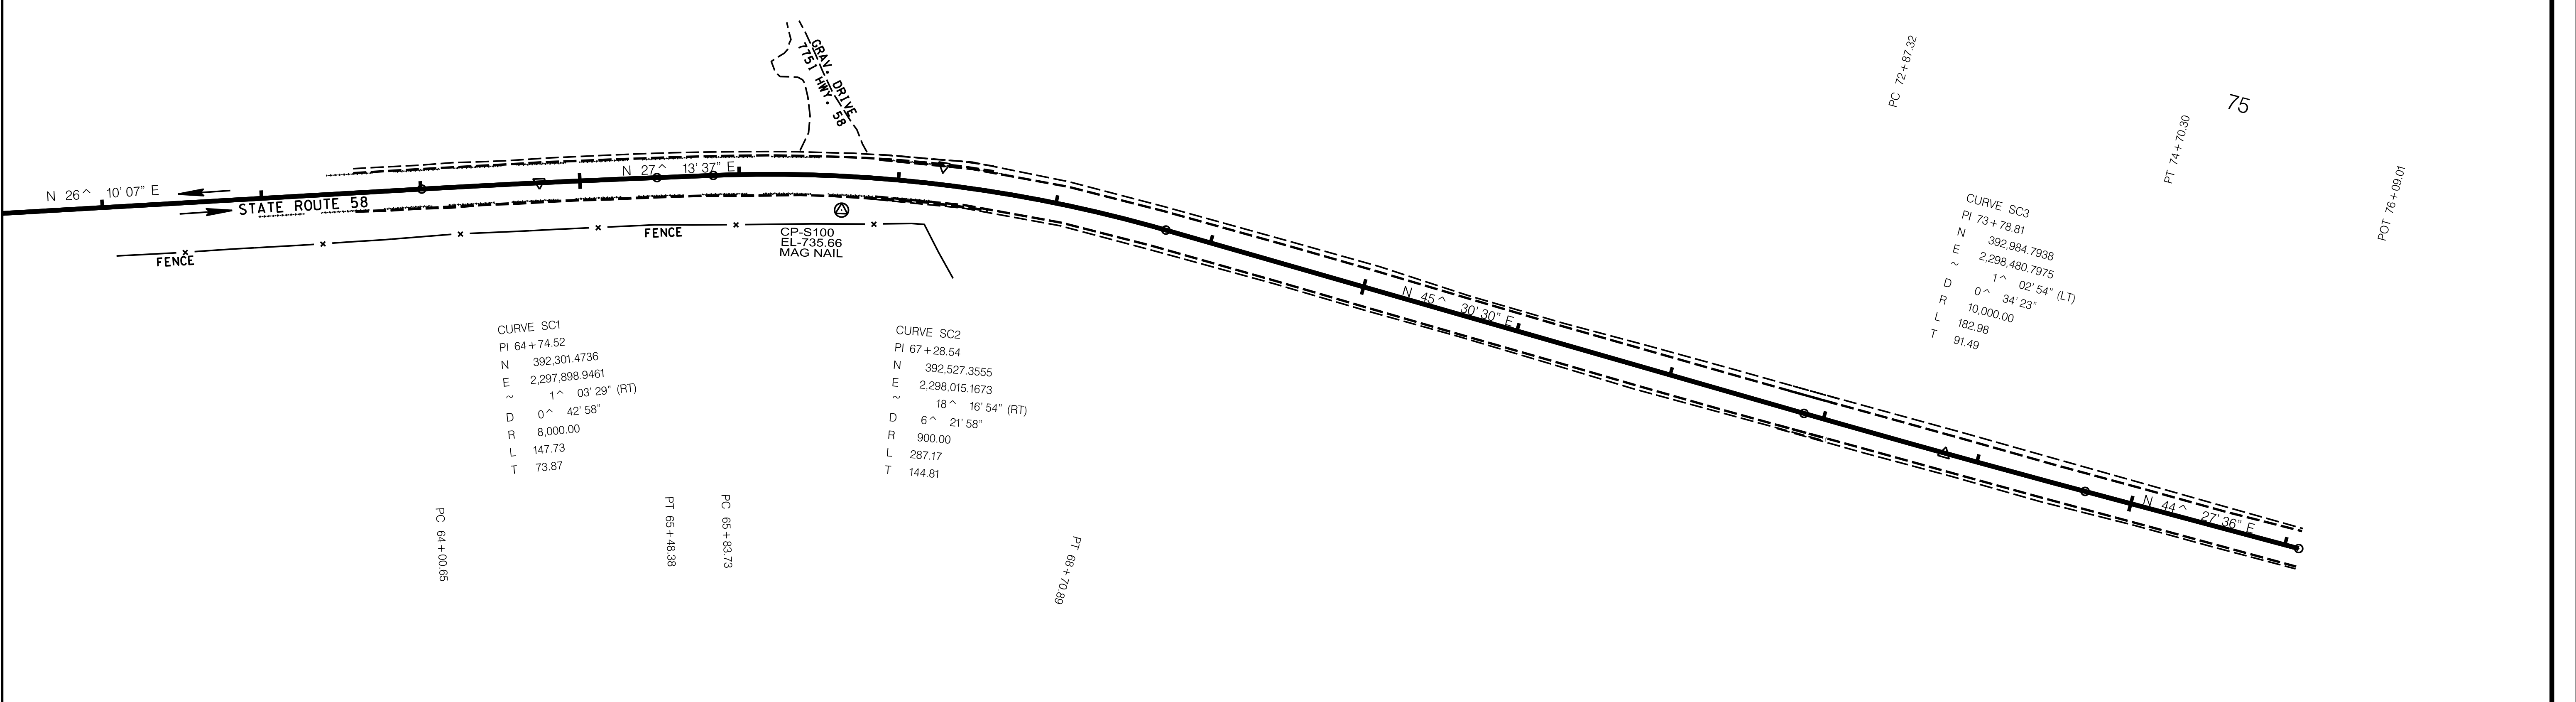 GRAV. DRIVE
7751 HWY. 58
N 26^ 10' 07" E
STATE ROUTE 58
N 27^ 13' 37" E
FENCE
FENCE
CP-S100
EL-735.66
MAG NAIL
N 45^ 30' 30" E
N 44^ 27' 36" E
CURVE SC1
PI 64+74.52
N 392,301.4736
E 2,297,898.9461
~ 1^ 03' 29" (RT)
D 0^ 42' 58"
R 8,000.00
L 147.73
T 73.87
CURVE SC2
PI 67+28.54
N 392,527.3555
E 2,298,015.1673
~ 18^ 16' 54" (RT)
D 6^ 21' 58"
R 900.00
L 287.17
T 144.81
CURVE SC3
PI 73+78.81
N 392,984.7938
E 2,298,480.7975
~ 1^ 02' 54" (LT)
D 0^ 34' 23"
R 10,000.00
L 182.98
T 91.49
PC 64+00.65
PT 65+48.38
PC 65+83.73
PT 68+70.89
PC 72+87.32
PT 74+70.30
75
POT 76+09.01